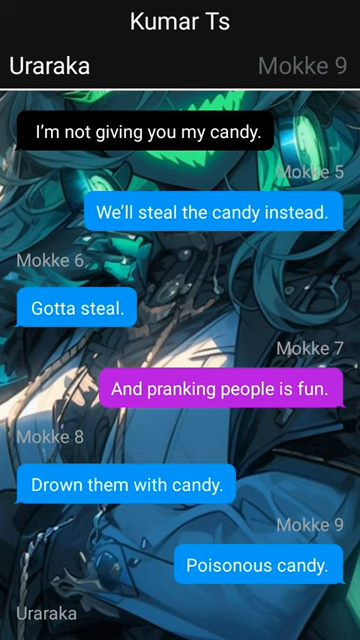 Kumar Ts
Uraraka Mokke 9
I’m not giving you my candy.
Mokke 5
We’ll steal the candy instead.
Mokke 6
Gotta steal.
Mokke 7
And pranking people is fun.
Mokke 8
Drown them with candy.
Mokke 9
Poisonous candy.
Uraraka